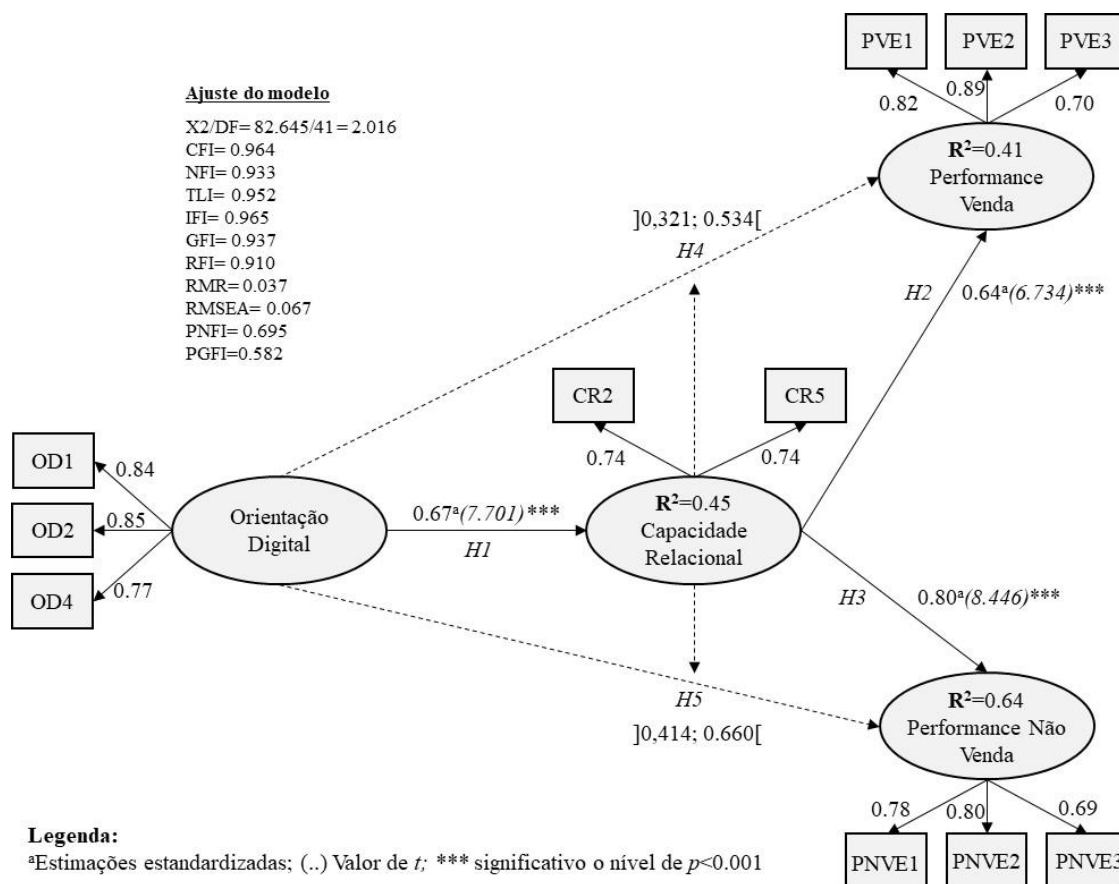 PVE1
PVE2
PVE3
0.82
0.89
0.70
Ajuste do modelo
X2/DF= 82.645/41 = 2.016
CFI= 0.964
NFI= 0.933
TLI= 0.952
IFI= 0.965
GFI= 0.937
RFI= 0.910
RMR= 0.037
RMSEA= 0.067
PNFI= 0.695
PGFI=0.582
R²=0.41
Performance
Venda
]0,321; 0.534[
H4
H2
0.64ª(6.734)***
CR2
CR5
0.74
0.74
OD1
OD2
OD4
0.84
0.85
0.77
Orientação
Digital
0.67ª(7.701)***
H1
R²=0.45
Capacidade
Relacional
H3
0.80ª(8.446)***
H5
]0,414; 0.660[
R²=0.64
Performance Não
Venda
0.78
0.80
0.69
PNVE1
PNVE2
PNVE3
Legenda:
ªEstimações estandardizadas; (..) Valor de t; *** significativo o nível de p<0.001